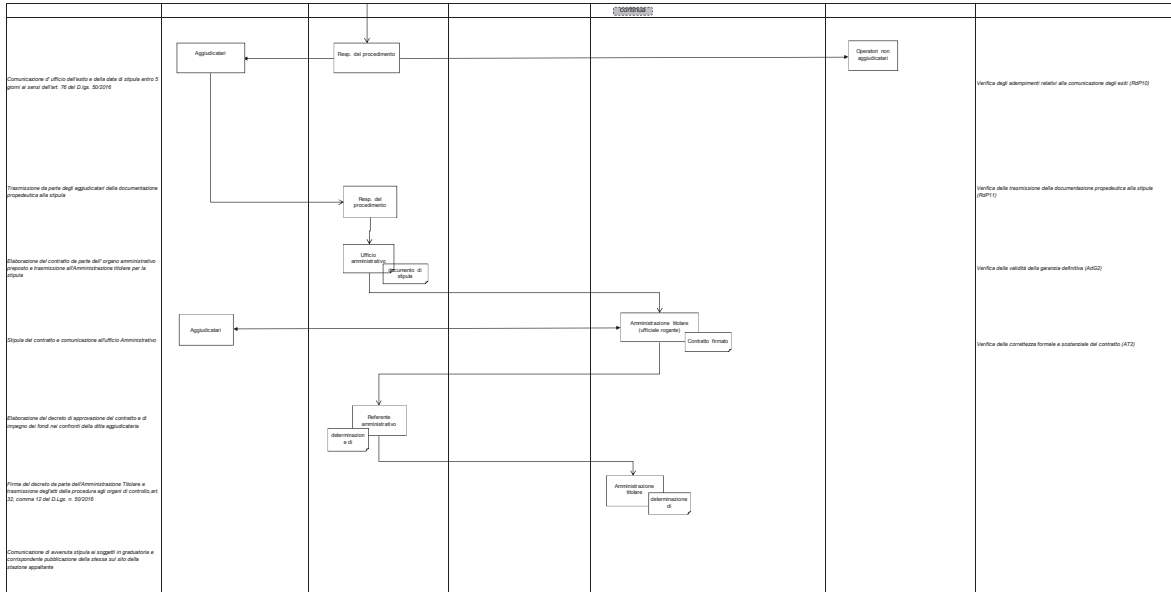 continua
Aggiudicatari
Resp. del procedimento
Operatori non
aggiudicatari
Comunicazione d' ufficio dell'esito e della data di stipula entro 5
giorni ai sensi dell'art. 76 del D.lgs. 50/2016
Verifica degli adempimenti relativi alla comunicazione degli esiti (RdP10)
Trasmissione da parte degli aggiudicatari della documentazione
propedeutica alla stipula
Resp. del
procedimento
Verifica della trasmissione della documentazione propedeutica alla stipula
(RdP11)
Elaborazione del contratto da parte dell' organo amministrativo
preposto e trasmissione all'Amministrazione titolare per la
stipula
Ufficio
amministrativo
documento di
stipula
Verifica della validità della garanzia definitiva (AdG2)
Stipula del contratto e comunicazione all'ufficio Amministrativo
Aggiudicatari
Amministrazione titolare
(ufficiale rogante)
Contratto firmato
Verifica della correttezza formale e sostanziale del contratto (AT2)
Elaborazione del decreto di approvazione del contratto e di
impegno dei fondi nei confronti della ditta aggiudicataria
Referente
amministrativo
determinazion
e di
Firma del decreto da parte dell'Amministrazione Titolare e
trasmissione degl'atti della procedura agli organi di controllo,art.
32, comma 12 del D.Lgs. n. 50/2016
Amministrazione
titolare
determinazione
di
Comunicazione di avvenuta stipula ai soggetti in graduatoria e
corrispondente pubblicazione della stessa sul sito della
stazione appaltante